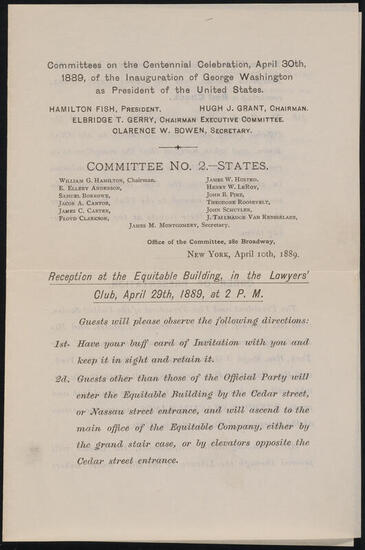 Committees on the Centennial Celebration, April 30th,
1889, of the Inauguration of George Washington
as President of the United States.
HAMILTON FISH, PRESIDENT. HUGH J. GRANT, CHAIRMAN.
ELBRIDGE T. GERRY, CHAIRMAN EXECUTIVE COMMITTEE.
CLARENCE W. BOWEN, SECRETARY.
COMMITTEE NO. 2.—STATES.
WILLIAM G. HAMILTON, Chairman. JAMES W. HUSTED.
E. ELLERY ANDERSON, HENRY W. LEROY,
SAMUEL BORROWE, JOHN E. PINE,
JACOB A. CANTOR, THEODORE ROOSEVELT,
JAMES C. CARTER, JOHN SCHUYLER,
FLOYD CLARKSON, J. TALLMADGE VAN RENSSELAER,
JAMES M. MONTGOMERY, Secretary.
Office of the Committee, 280 Broadway,
NEW YORK, April 10th, 1889.
Reception at the Equitable Building, in the Lawyers'
Club, April 29th, 1889, at 2 P. M.
Guests will please observe the following directions:
1st- Have your buff card of Invitation with you and
keep it in sight and retain it.
2d. Guests other than those of the Official Party will
enter the Equitable Building by the Cedar street,
or Nassau street entrance, and will ascend to the
main office of the Equitable Company, either by
the grand stair case, or by elevators opposite the
Cedar street entrance.